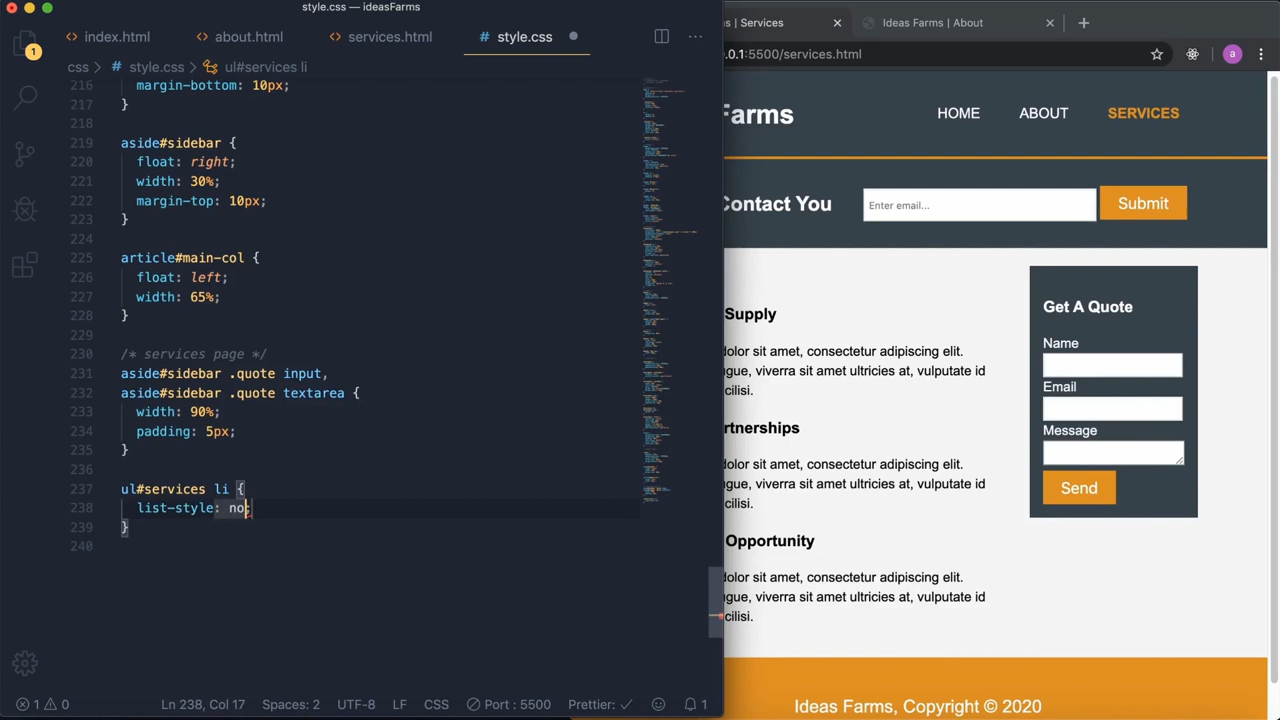 style.css — ideasFarms
index.html
about.html
services.html
# style.css
css > # style.css > ul#services li
1
216 margin-bottom: 10px;
217 }
218
219 aside#sidebar {
220 float: right;
221 width: 30%;
222 margin-top: 10px;
223 }
224
225 article#main-col {
226 float: left;
227 width: 65%;
228 }
229
230 /* services page */
231 aside#sidebar .quote input,
232 aside#sidebar .quote textarea {
233 width: 90%;
234 padding: 5px;
235 }
236
237 ul#services li {
238 list-style: no;
239 }
240
1 0 Ln 238, Col 17 Spaces: 2 UTF-8 LF CSS Port : 5500 Prettier: ✓ 1
| Services
Ideas Farms | About
.0.1:5500/services.html
a
Farms
HOME ABOUT SERVICES
Contact You
Enter email...
Submit
Supply
dolor sit amet, consectetur adipiscing elit.
ugue, viverra sit amet ultricies at, vulputate id
cilisi.
rtnerships
dolor sit amet, consectetur adipiscing elit.
ugue, viverra sit amet ultricies at, vulputate id
cilisi.
Opportunity
dolor sit amet, consectetur adipiscing elit.
ugue, viverra sit amet ultricies at, vulputate id
cilisi.
Get A Quote
Name
Email
Message
Send
Ideas Farms, Copyright © 2020